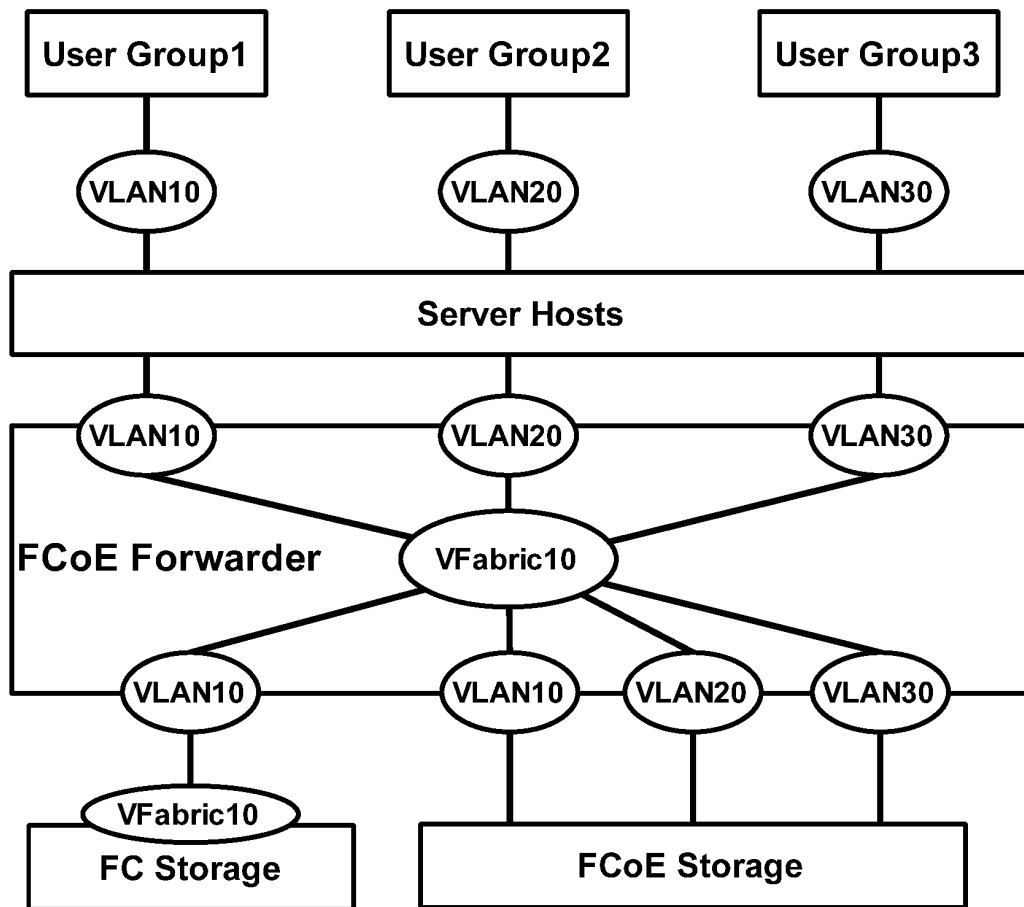 User Group1
User Group2
User Group3
VLAN10
VLAN20
VLAN30
Server Hosts
VLAN10
VLAN20
VLAN30
FCoE Forwarder
VFabric10
VLAN10
VLAN10
VLAN20
VLAN30
VFabric10
FC Storage
FCoE Storage